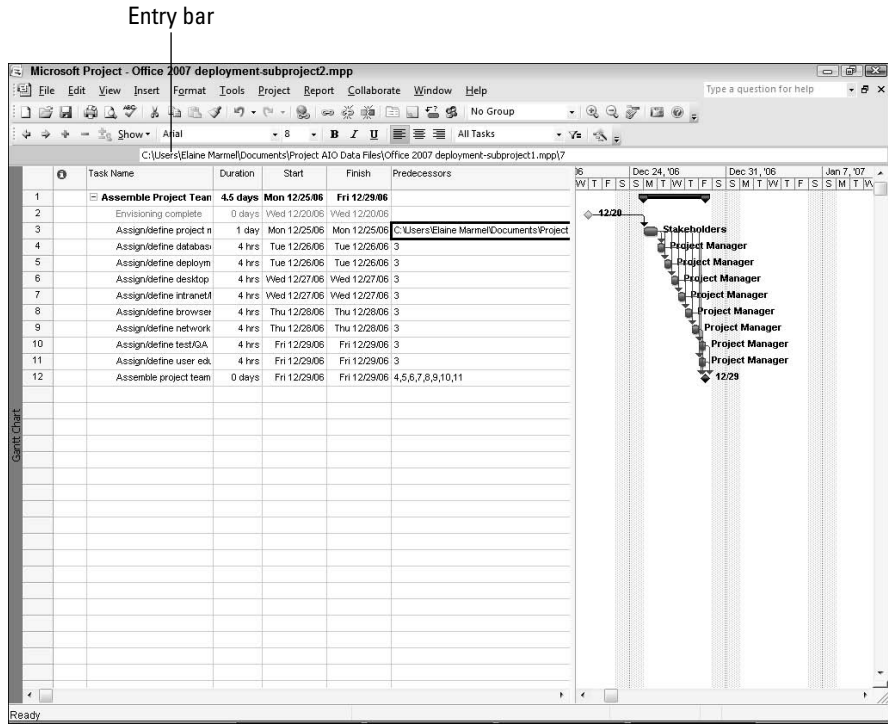 Entry bar
Microsoft Project - Office 2007 deployment-subproject2.mpp
File Edit View Insert Format Tools Project Report Collaborate Window Help Type a question for help
No Group
Show Arial 8 B I U All Tasks
C:\Users\Elaine Marmel\Documents\Project AIO Data Files\Office 2007 deployment-subproject1.mpp\7
Task Name Duration Start Finish Predecessors Dec 24, '06 Dec 31, '06 Jan 7, '07
W T F S S M T W T F S S M T W T F S S M T W
1 Assemble Project Team 4.5 days Mon 12/25/06 Fri 12/29/06
2 Envisioning complete 0 days Wed 12/20/06 Wed 12/20/06 12/20
3 Assign/define project 1 day Mon 12/25/06 Mon 12/25/06 C:\Users\Elaine Marmel\Documents\Project Stakeholders
4 Assign/define databas 4 hrs Tue 12/26/06 Tue 12/26/06 3 Project Manager
5 Assign/define deploym 4 hrs Tue 12/26/06 Tue 12/26/06 3 Project Manager
6 Assign/define desktop 4 hrs Wed 12/27/06 Wed 12/27/06 3 Project Manager
7 Assign/define intranet/ 4 hrs Wed 12/27/06 Wed 12/27/06 3 Project Manager
8 Assign/define browser 4 hrs Thu 12/28/06 Thu 12/28/06 3 Project Manager
9 Assign/define network 4 hrs Thu 12/28/06 Thu 12/28/06 3 Project Manager
10 Assign/define test/QA 4 hrs Fri 12/29/06 Fri 12/29/06 3 Project Manager
11 Assign/define user edu 4 hrs Fri 12/29/06 Fri 12/29/06 3 Project Manager
12 Assemble project team 0 days Fri 12/29/06 Fri 12/29/06 4,5,6,7,8,9,10,11 12/29
Gantt Chart
Ready